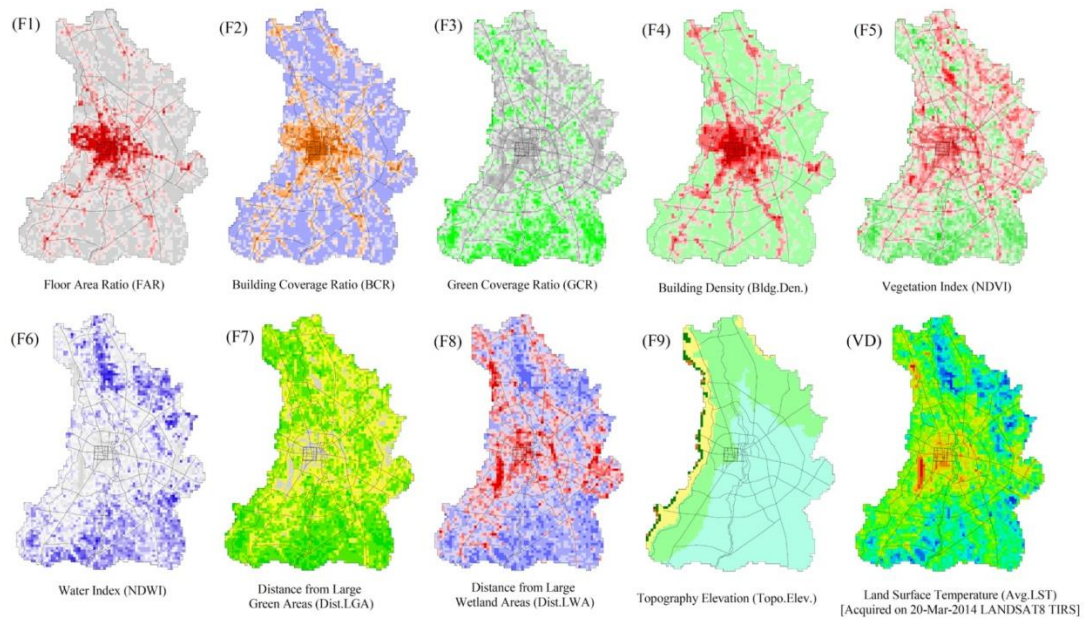 (F1)
(F2)
(F3)
(F4)
(F5)
Floor Area Ratio (FAR)
Building Coverage Ratio (BCR)
Green Coverage Ratio (GCR)
Building Density (Bldg.Den.)
Vegetation Index (NDVI)
(F6)
(F7)
(F8)
(F9)
(VD)
Water Index (NDWI)
Distance from Large
Green Areas (Dist.LGA)
Distance from Large
Wetland Areas (Dist.LWA)
Topography Elevation (Topo.Elev.)
Land Surface Temperature (Avg.LST)
[Acquired on 20-Mar-2014 LANDSAT8 TIRS]